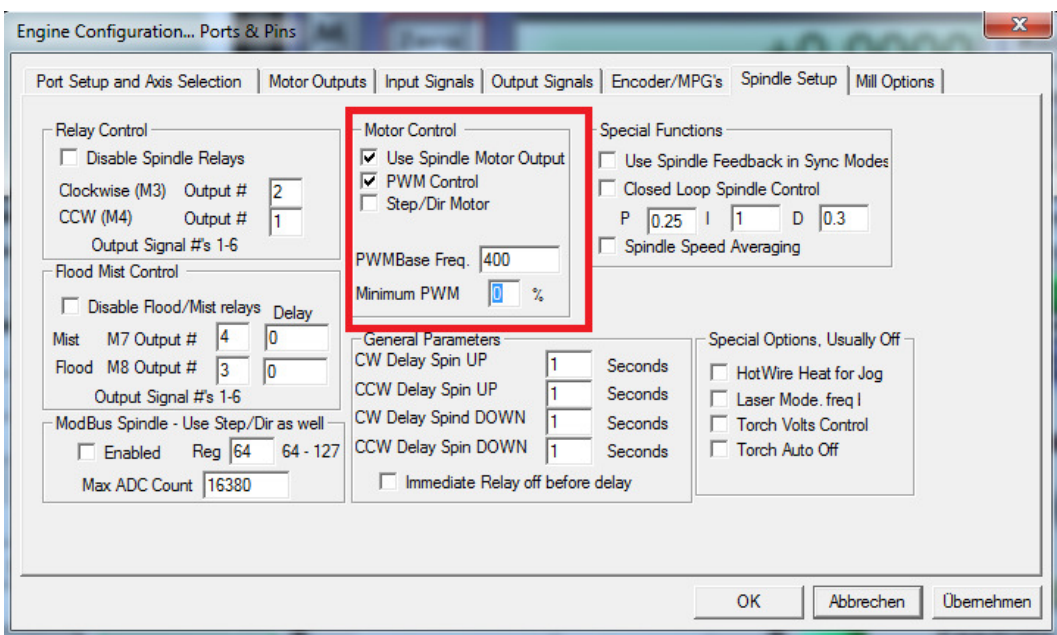 Engine Configuration... Ports & Pins
Port Setup and Axis Selection
Motor Outputs
Input Signals
Output Signals
Encoder/MPG's
Spindle Setup
Mill Options
Relay Control
Disable Spindle Relays
Clockwise (M3) Output # 2
CCW (M4) Output # 1
Output Signal #'s 1-6
Flood Mist Control
Disable Flood/Mist relays Delay
Mist M7 Output # 4 0
Flood M8 Output # 3 0
Output Signal #'s 1-6
ModBus Spindle - Use Step/Dir as well
Enabled Reg 64 64 - 127
Max ADC Count 16380
Motor Control
Use Spindle Motor Output
PWM Control
Step/Dir Motor
PWMBase Freq. 400
Minimum PWM 0 %
General Parameters
CW Delay Spin UP 1 Seconds
CCW Delay Spin UP 1 Seconds
CW Delay Spind DOWN 1 Seconds
CCW Delay Spin DOWN 1 Seconds
Immediate Relay off before delay
Special Functions
Use Spindle Feedback in Sync Modes
Closed Loop Spindle Control
P 0.25 I 1 D 0.3
Spindle Speed Averaging
Special Options, Usually Off
HotWire Heat for Jog
Laser Mode. freq I
Torch Volts Control
Torch Auto Off
OK
Abbrechen
Übernehmen